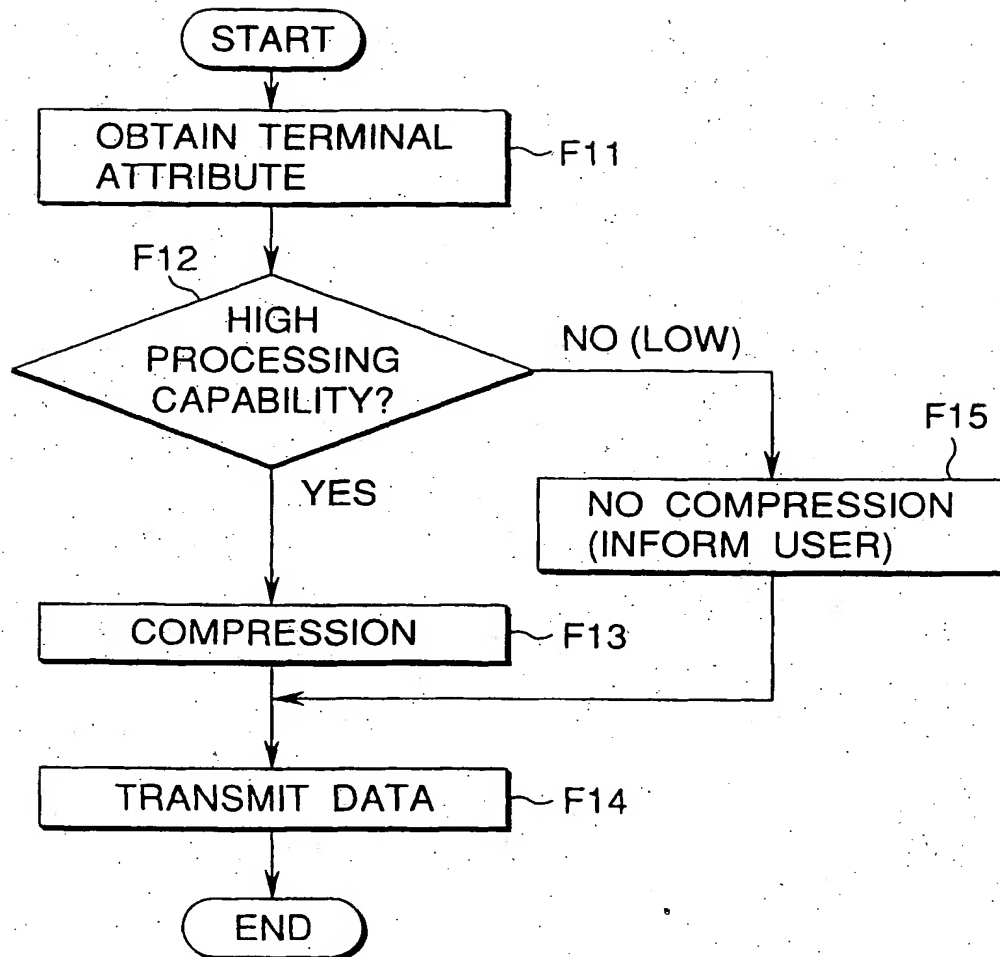 START
OBTAIN TERMINAL
ATTRIBUTE
F11
F12
HIGH
PROCESSING
CAPABILITY?
NO (LOW)
F15
YES
NO COMPRESSION
(INFORM USER)
COMPRESSION
F13
TRANSMIT DATA
F14
END